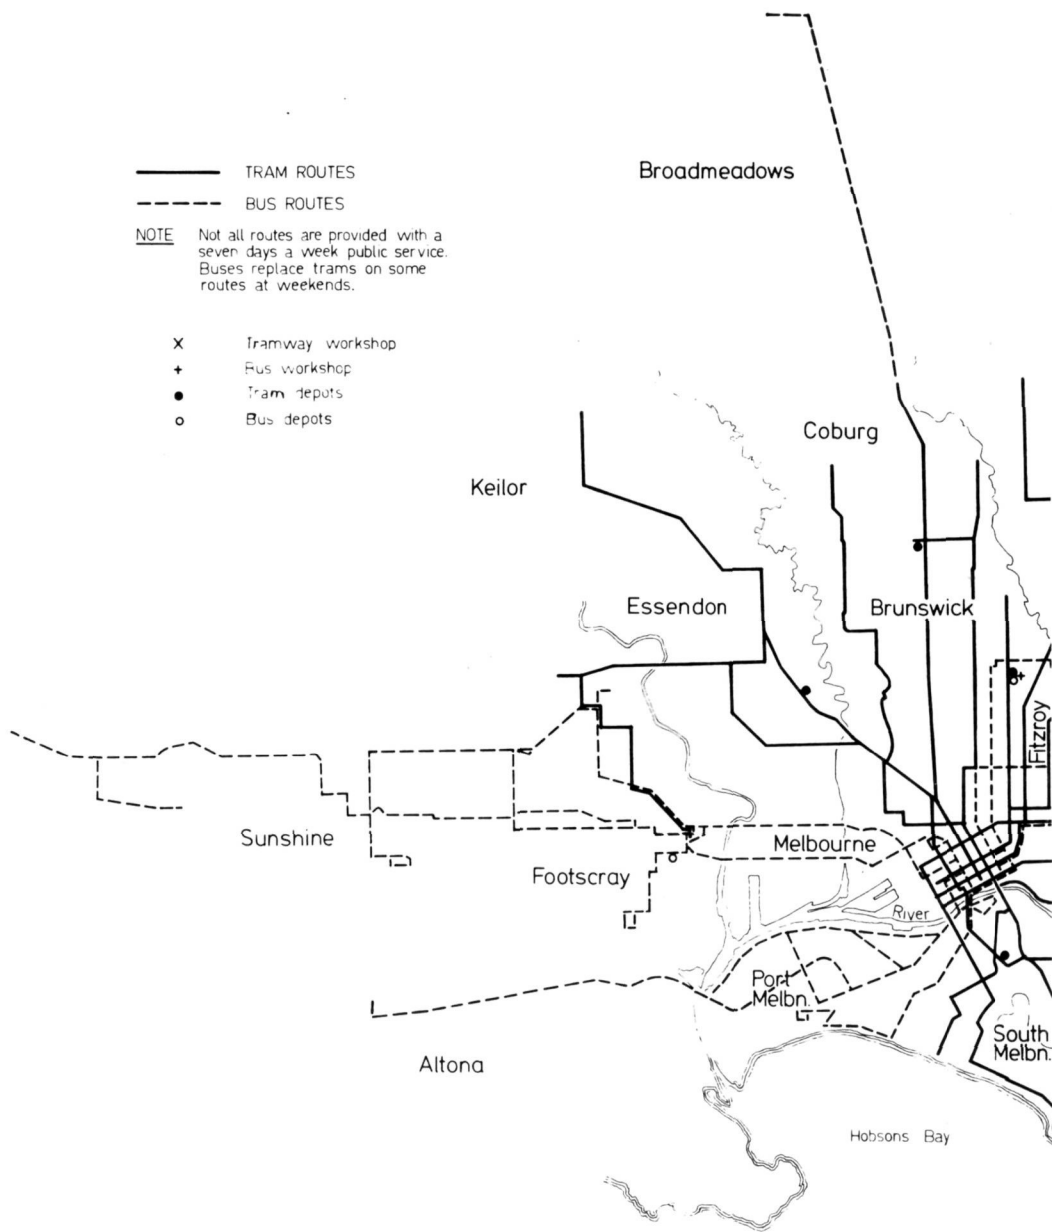 TRAM ROUTES
BUS ROUTES
NOTE Not all routes are provided with a
seven days a week public service.
Buses replace trams on some
routes at weekends.
x Tramway workshop
+ Bus workshop
● Tram depots
○ Bus depots
Broadmeadows
Coburg
Keilor
Essendon
Brunswick
Fitzroy
Sunshine
Melbourne
Footscray
River
Port
Melbn.
South
Melbn.
Altona
Hobsons Bay